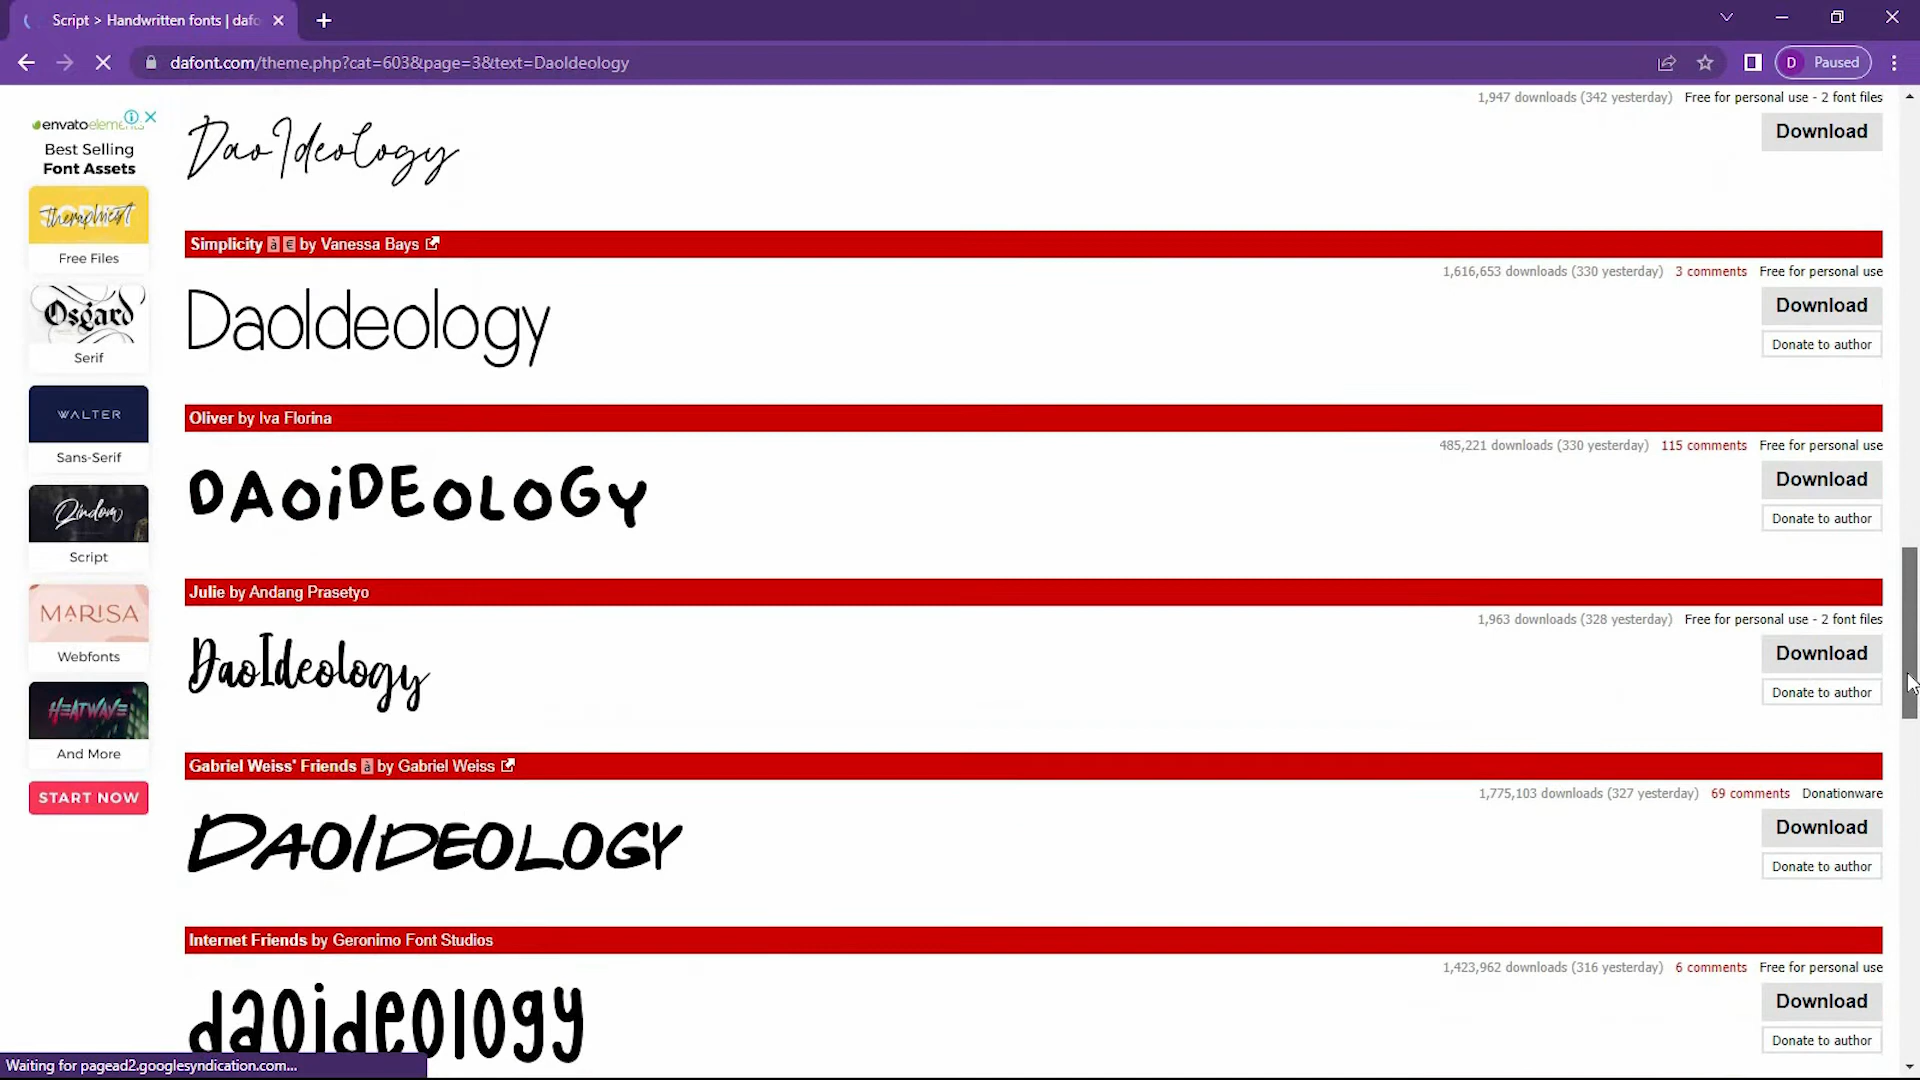 Script > Handwritten fonts | dafo
dafont.com/theme.php?cat=603&page=3&text=DaoIdeology
D Paused
envatoelements
Best Selling
Font Assets
theraphiest
Free Files
Osgard
Serif
WALTER
Sans-Serif
Qindom
Script
MARISA
Webfonts
HEATWAVE
And More
START NOW
1,947 downloads (342 yesterday) Free for personal use - 2 font files
DaoIdeology
Download
Simplicity à € by Vanessa Bays
1,616,653 downloads (330 yesterday) 3 comments Free for personal use
DaoIdeology
Download
Donate to author
Oliver by Iva Florina
485,221 downloads (330 yesterday) 115 comments Free for personal use
DAOiDEOLOGY
Download
Donate to author
Julie by Andang Prasetyo
1,963 downloads (328 yesterday) Free for personal use - 2 font files
DaoIdeology
Download
Donate to author
Gabriel Weiss' Friends à by Gabriel Weiss
1,775,103 downloads (327 yesterday) 69 comments Donationware
DAOIDEOLOGY
Download
Donate to author
Internet Friends by Geronimo Font Studios
1,423,962 downloads (316 yesterday) 6 comments Free for personal use
daoideology
Download
Donate to author
Waiting for pagead2.googlesyndication.com...